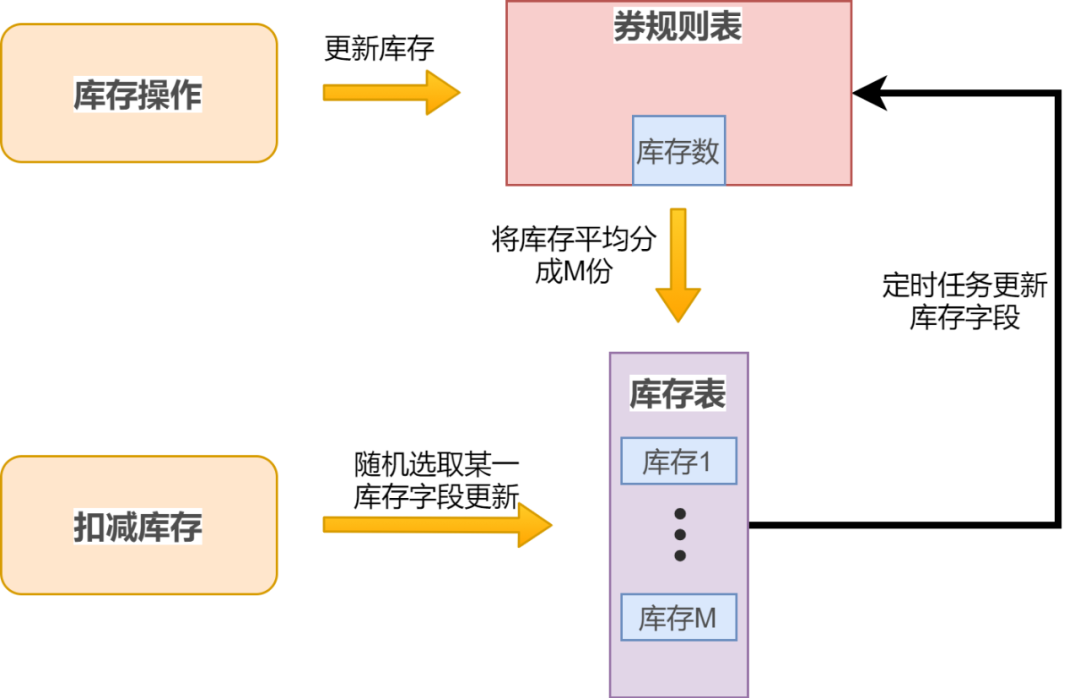 券规则表
更新库存
库存操作
库存数
将库存平均分
成M份
定时任务更新
库存字段
库存表
随机选取某一
库存字段更新
库存1
扣减库存
库存M